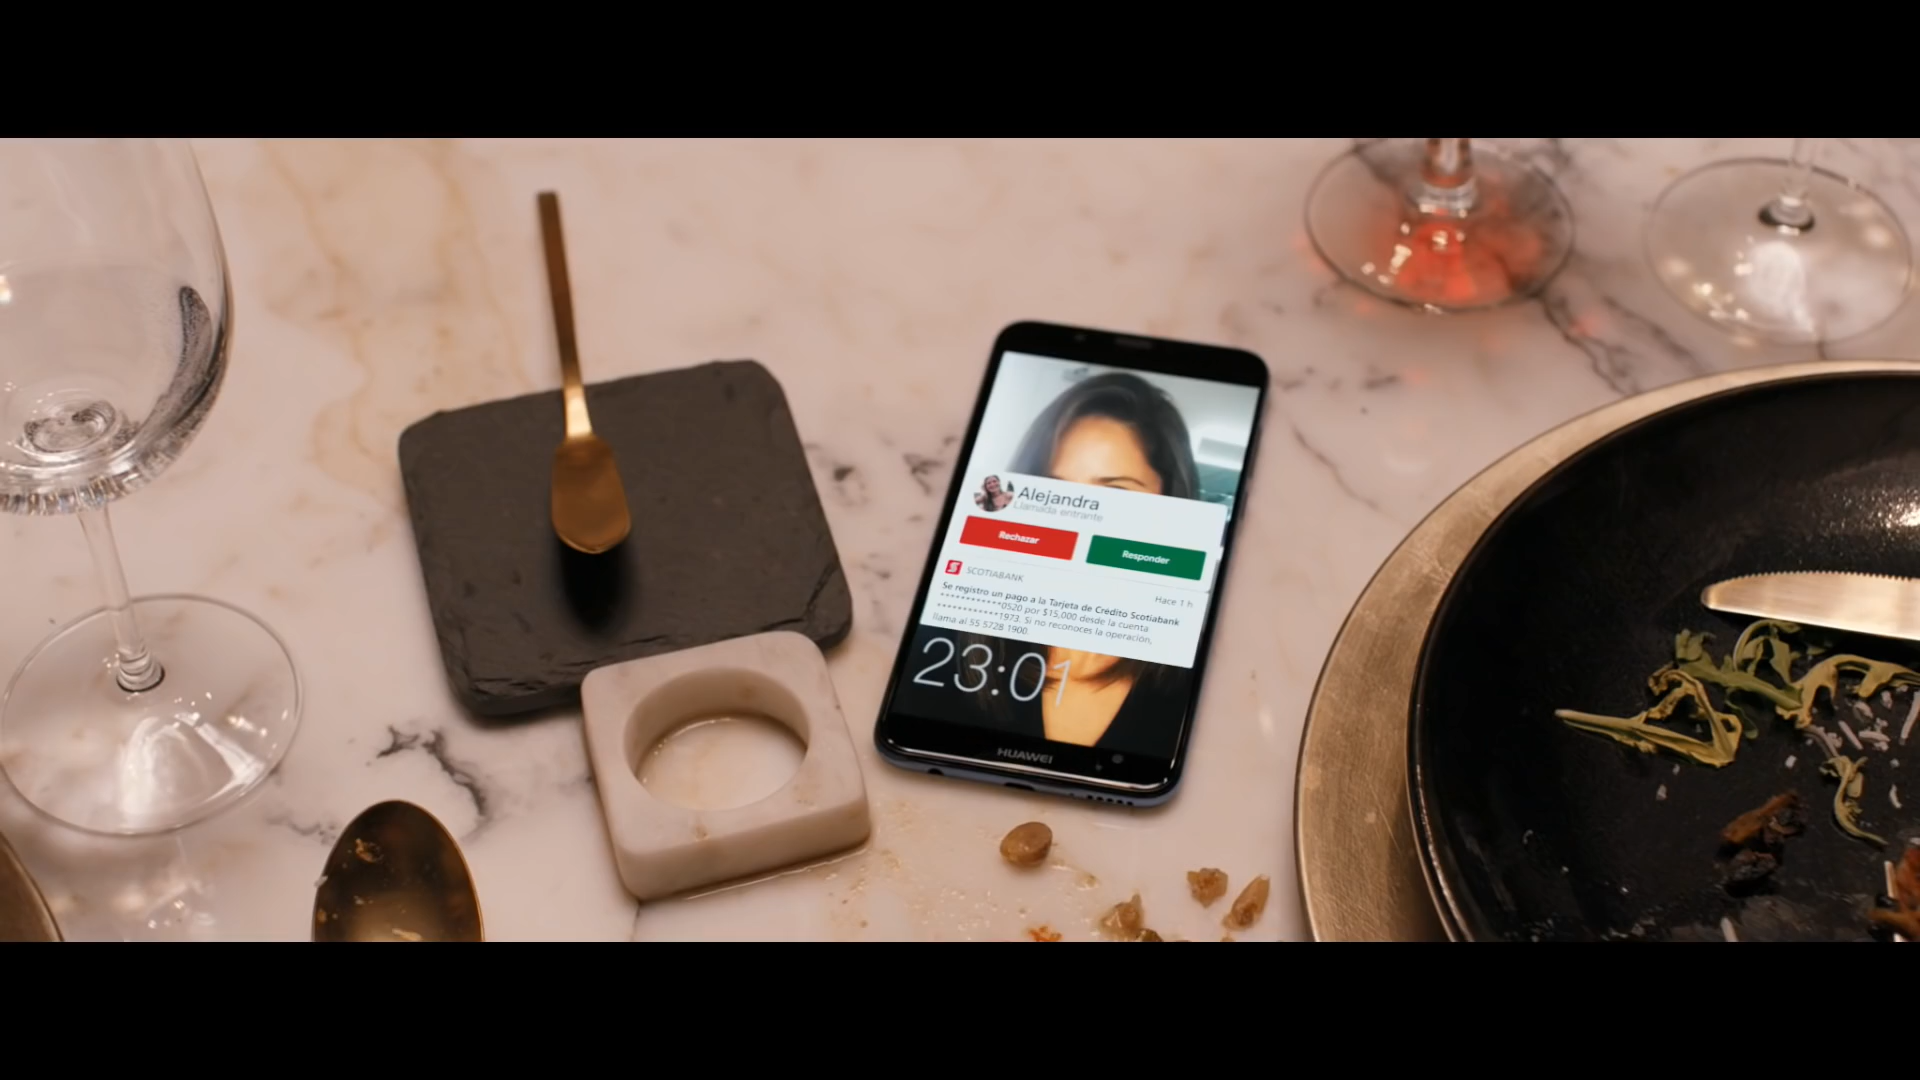 Alejandra
Llamada entrante
Rechazar
Responder
SCOTIABANK
Hace 1 h
Se registro un pago a la Tarjeta de Crédito Scotiabank
************0520 por $15,000 desde la cuenta
************1973. Si no reconoces la operación,
llama al 55 5728 1900.
23:01
HUAWEI